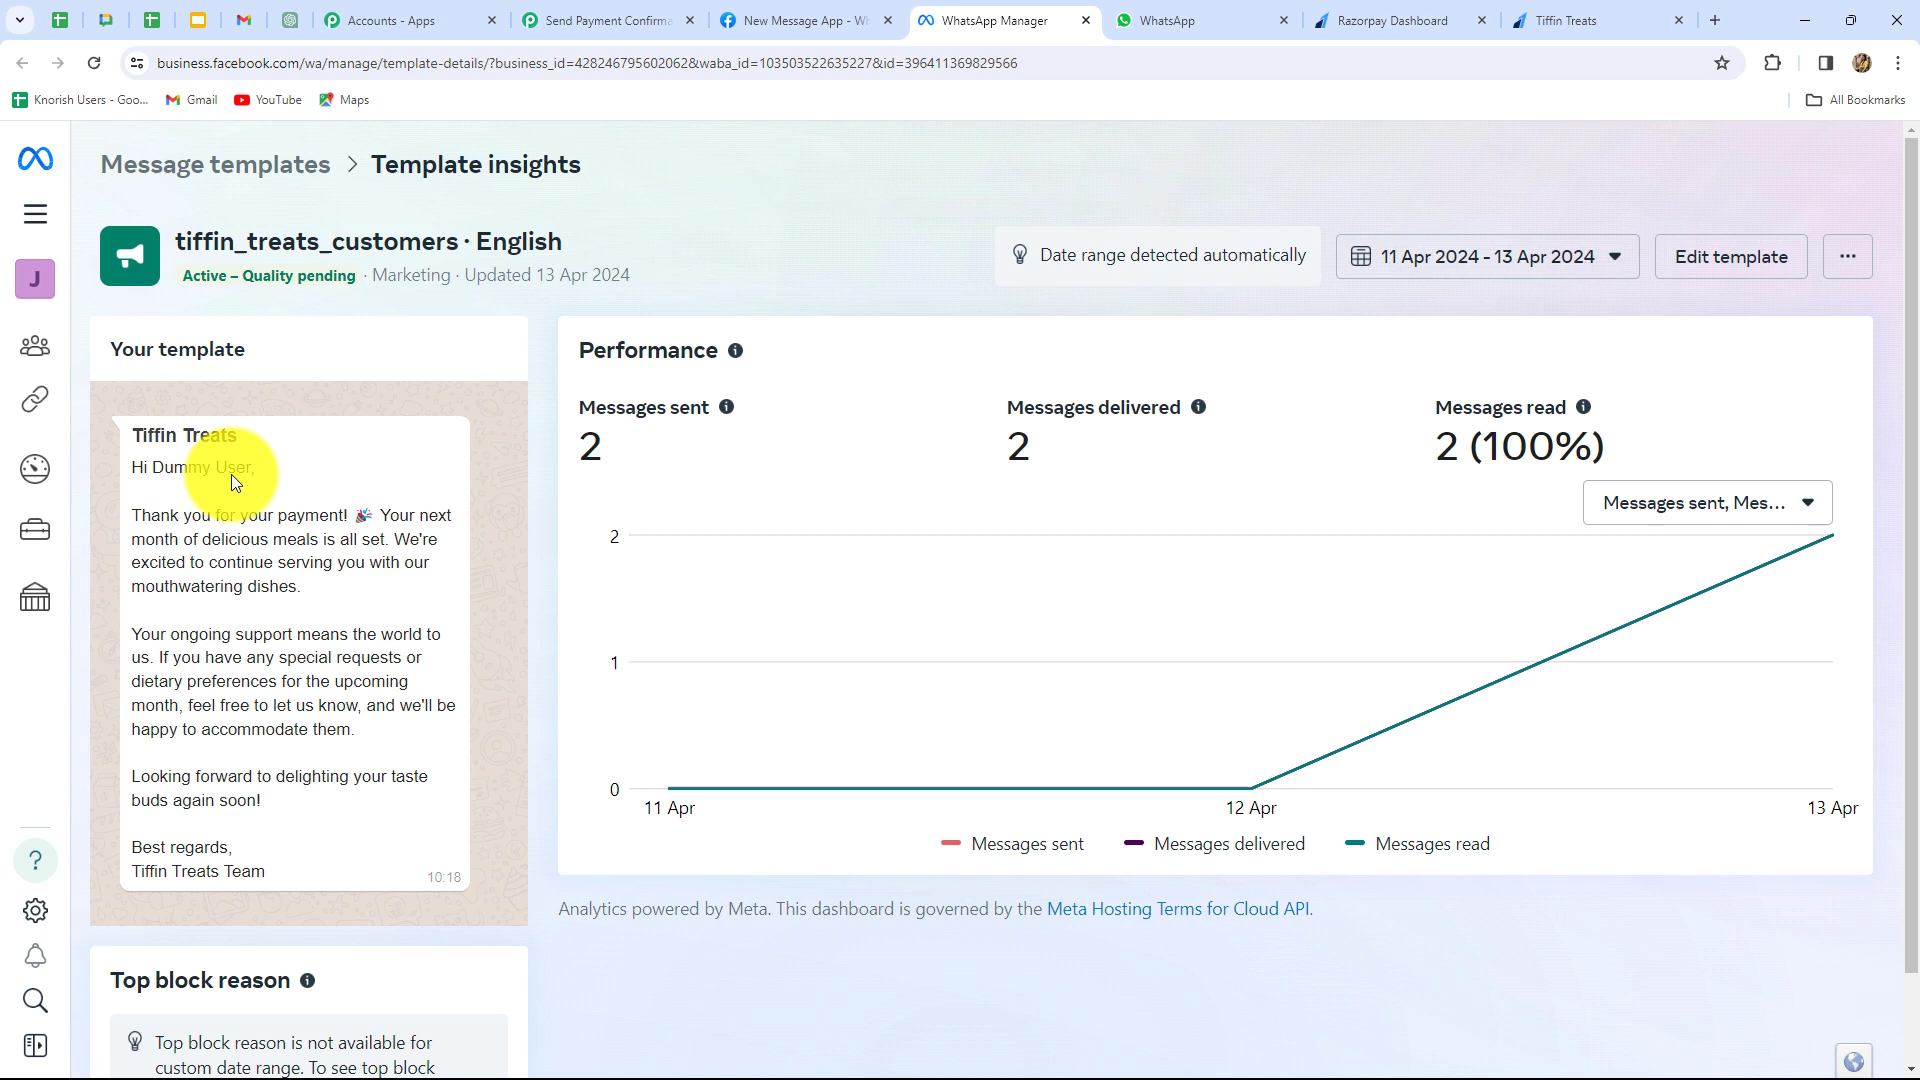 Accounts - Apps
Send Payment Confirma
New Message App - W
WhatsApp Manager
WhatsApp
Razorpay Dashboard
Tiffin Treats
business.facebook.com/wa/manage/template-details/?business_id=428246795602062&waba_id=103503522635227&id=396411369829566
Knorish Users - Goo...
Gmail
YouTube
Maps
All Bookmarks
Message templates > Template insights
J
tiffin_treats_customers · English
Active – Quality pending · Marketing · Updated 13 Apr 2024
Date range detected automatically
11 Apr 2024 - 13 Apr 2024
Edit template
Your template
Tiffin Treats
Hi Dummy User,
Thank you for your payment! 🎉 Your next
month of delicious meals is all set. We're
excited to continue serving you with our
mouthwatering dishes.
Your ongoing support means the world to
us. If you have any special requests or
dietary preferences for the upcoming
month, feel free to let us know, and we'll be
happy to accommodate them.
Looking forward to delighting your taste
buds again soon!
Best regards,
Tiffin Treats Team
10:18
Top block reason
Top block reason is not available for
custom date range. To see top block
Performance
Messages sent
2
Messages delivered
2
Messages read
2 (100%)
Messages sent, Mes...
2
1
0
11 Apr
12 Apr
13 Apr
Messages sent
Messages delivered
Messages read
Analytics powered by Meta. This dashboard is governed by the Meta Hosting Terms for Cloud API.